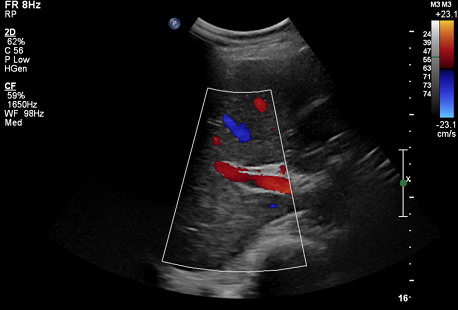 FR 8Hz
RP
2D
62%
C 56
P Low
HGen
CF
59%
1650Hz
WF 98Hz
Med
P
M3 M3
+23.1
24
39
49
55
63
71
73
74
-23.1
cm/s
X
16